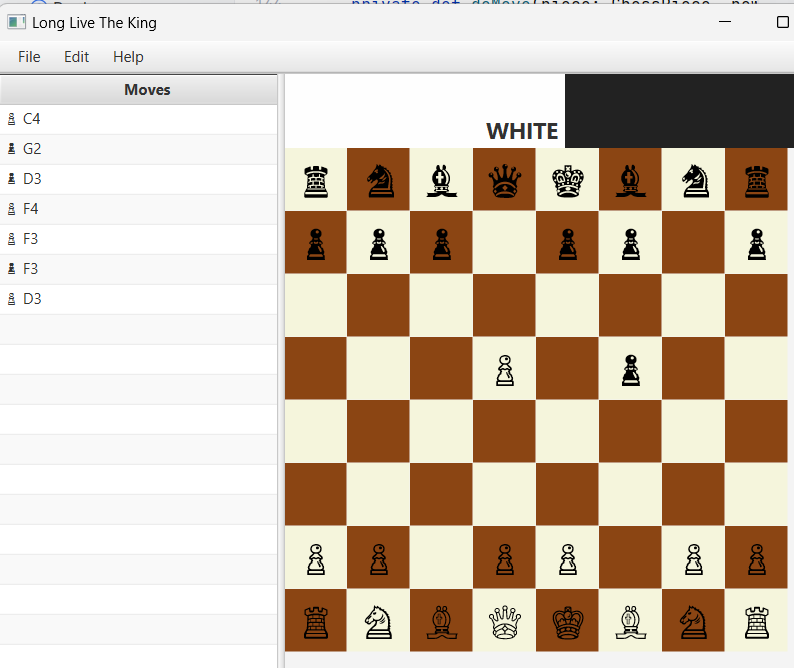 Long Live The King
File Edit Help
Moves
C4
G2
D3
F4
F3
F3
D3
WHITE